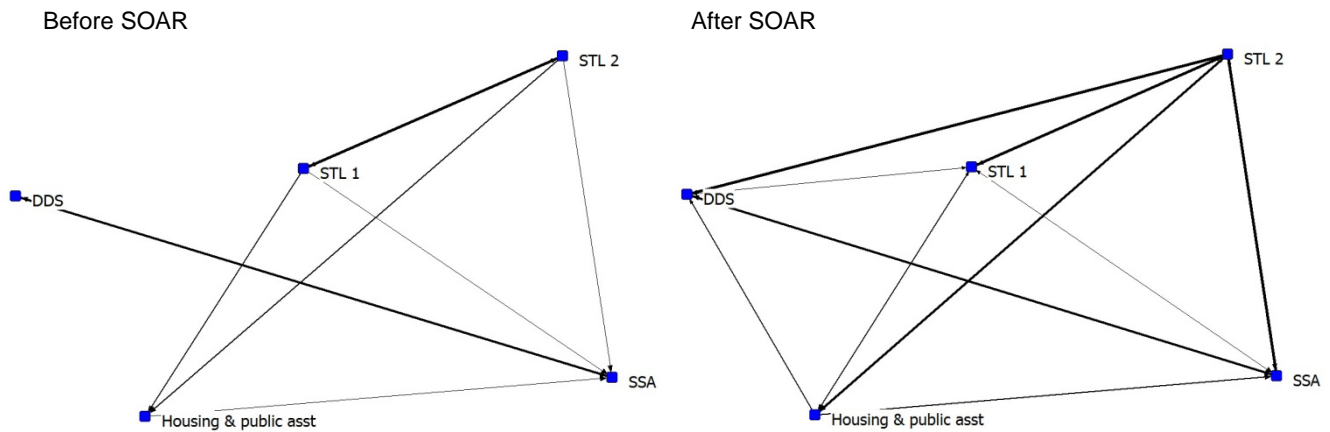 Before SOAR
After SOAR
STL 2
STL 1
DDS
SSA
Housing & public asst
STL 2
STL 1
DDS
SSA
Housing & public asst